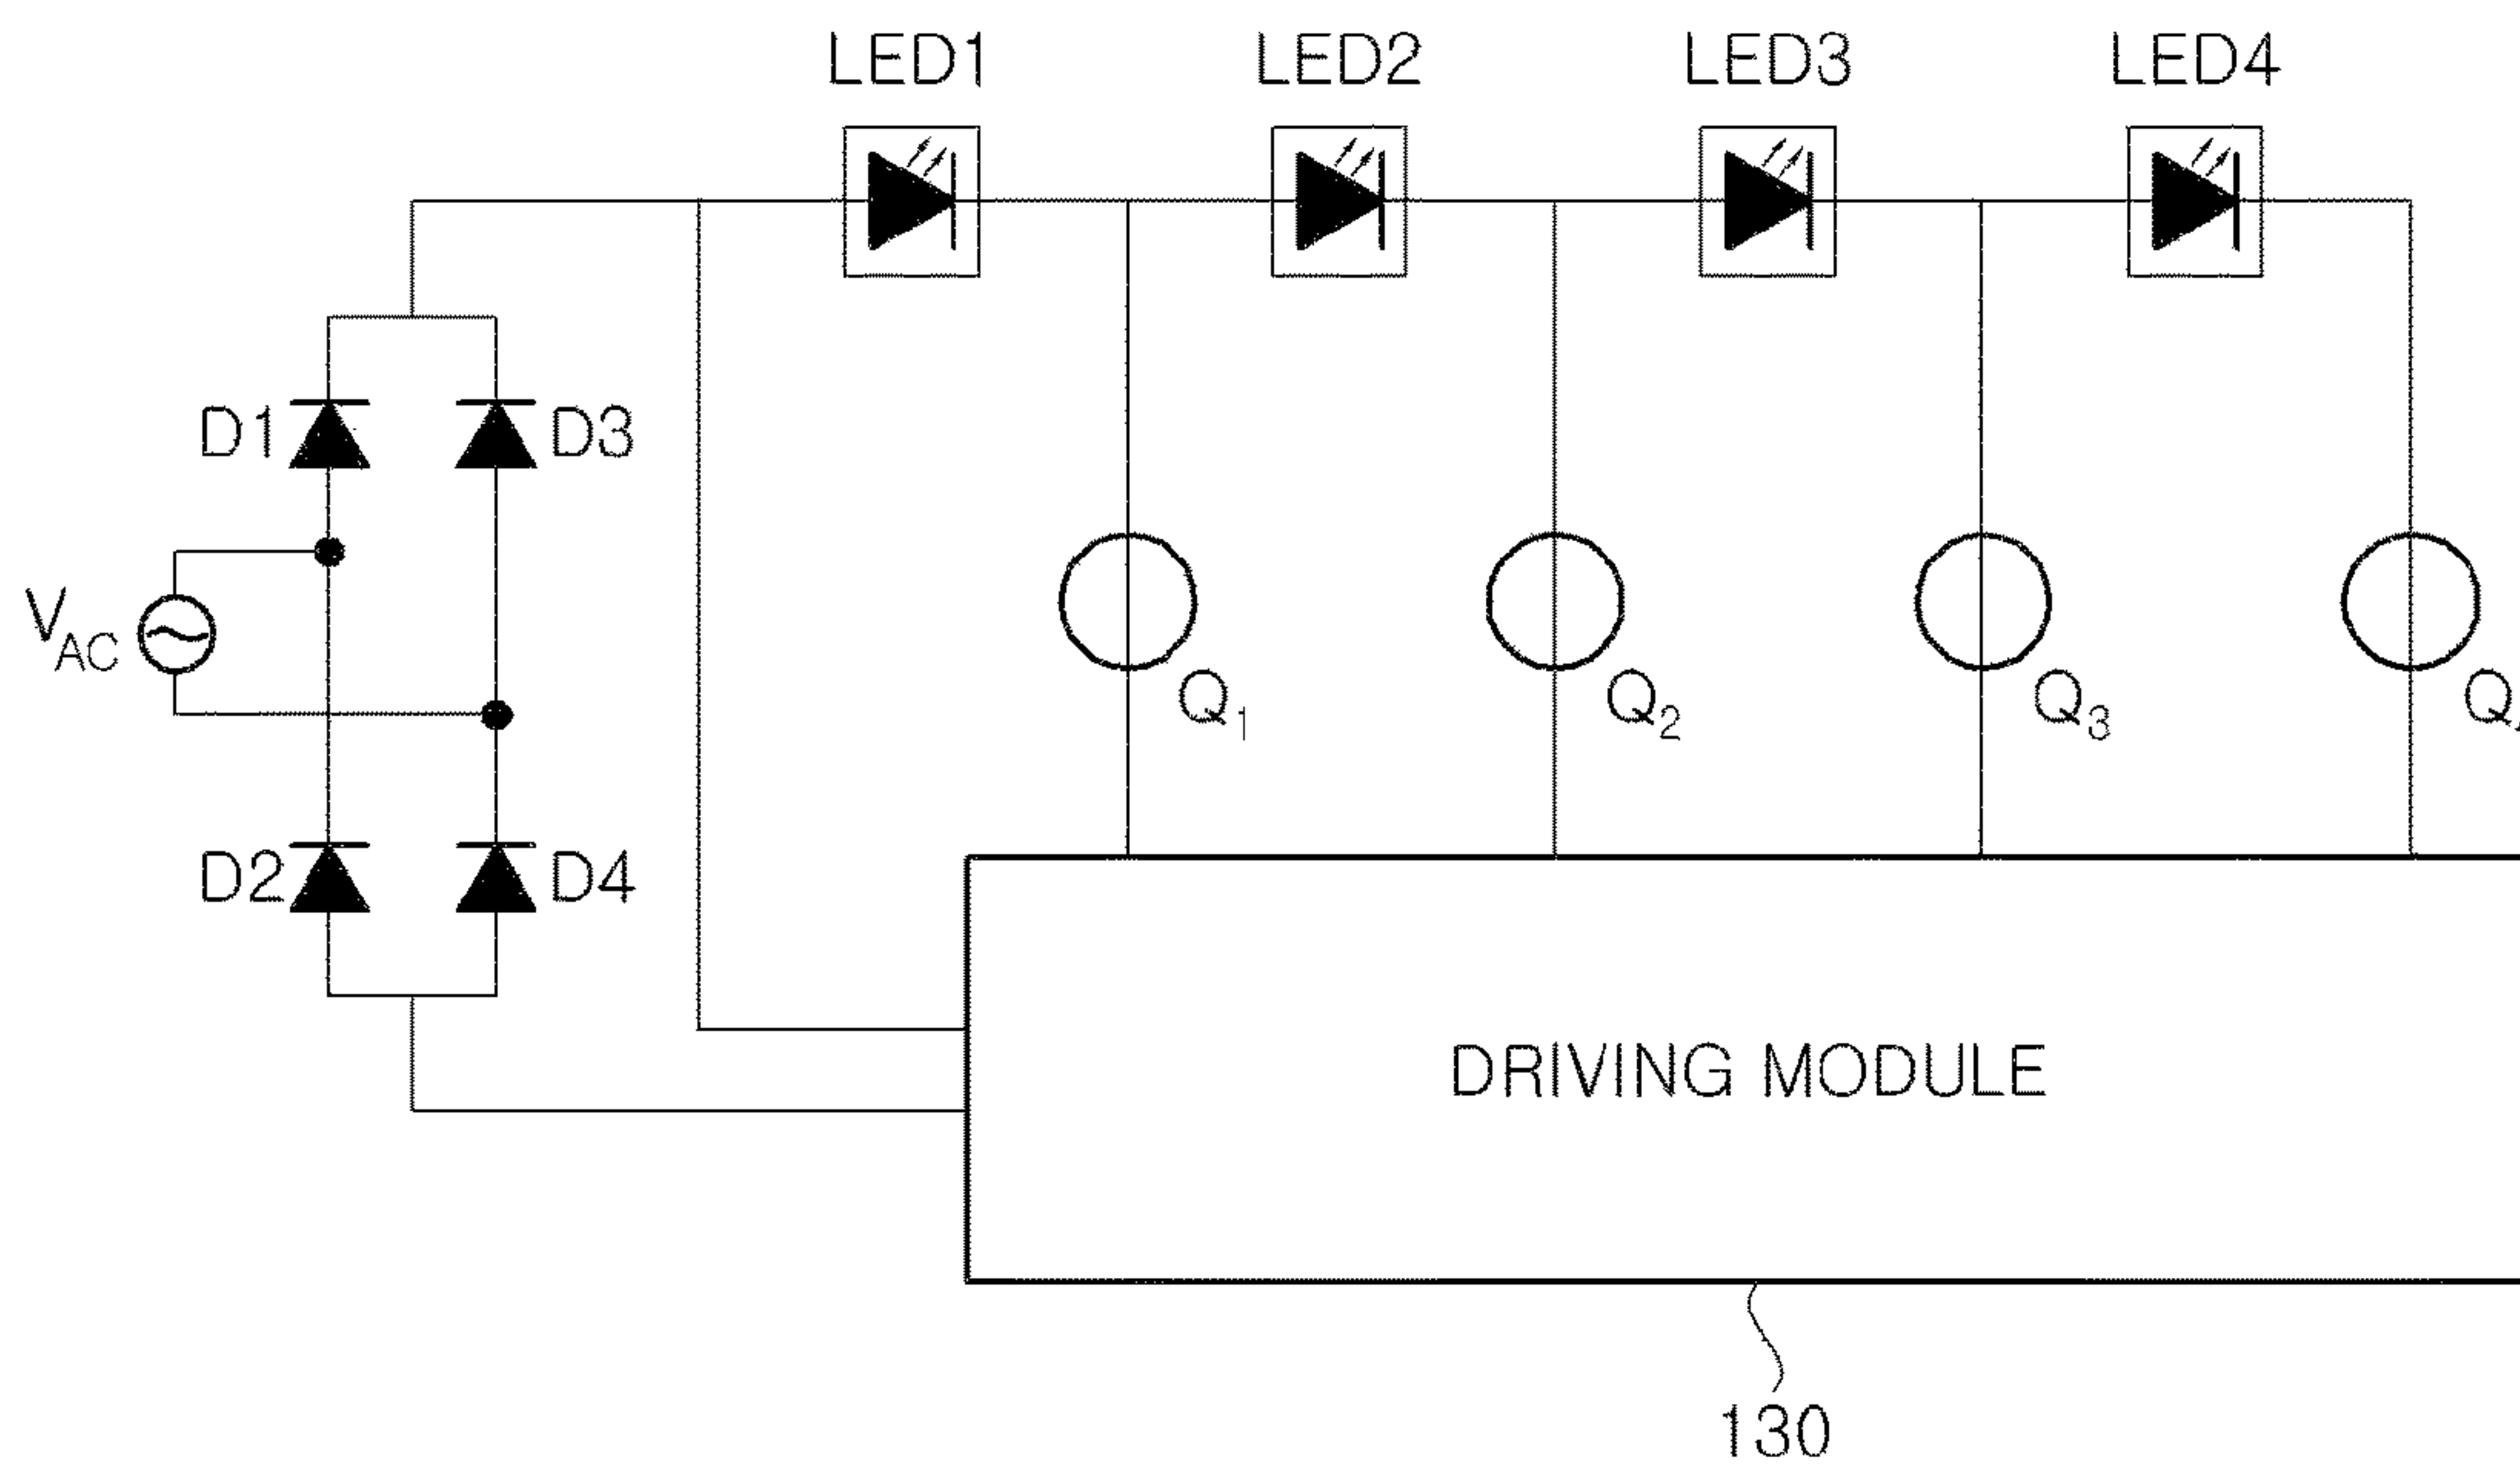 LED1
LED2
LED3
LED4
D1
D3
VAC
Q1
Q2
Q3
Q
D2
D4
DRIVING MODULE
130